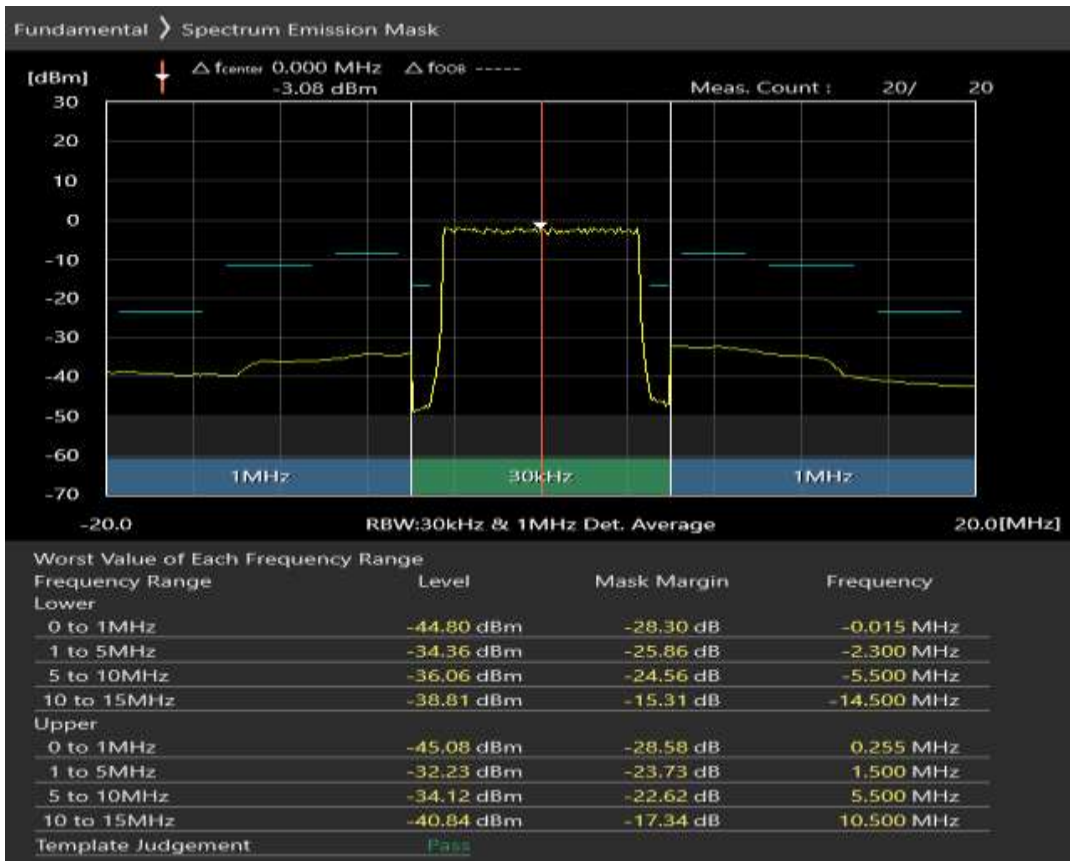 Fundamental 》 Spectrum Emission Mask
[dBm] △ fcenter 0.000 MHz △ fOOB -----
-3.08 dBm Meas. Count : 20/ 20
30
20
10
0
-10
-20
-30
-40
-50
-60
1MHz 30kHz 1MHz
-70
-20.0 RBW:30kHz & 1MHz Det. Average 20.0[MHz]
Worst Value of Each Frequency Range
Frequency Range Level Mask Margin Frequency
Lower
0 to 1MHz -44.80 dBm -28.30 dB -0.015 MHz
1 to 5MHz -34.36 dBm -25.86 dB -2.300 MHz
5 to 10MHz -36.06 dBm -24.56 dB -5.500 MHz
10 to 15MHz -38.81 dBm -15.31 dB -14.500 MHz
Upper
0 to 1MHz -45.08 dBm -28.58 dB 0.255 MHz
1 to 5MHz -32.23 dBm -23.73 dB 1.500 MHz
5 to 10MHz -34.12 dBm -22.62 dB 5.500 MHz
10 to 15MHz -40.84 dBm -17.34 dB 10.500 MHz
Template Judgement Pass